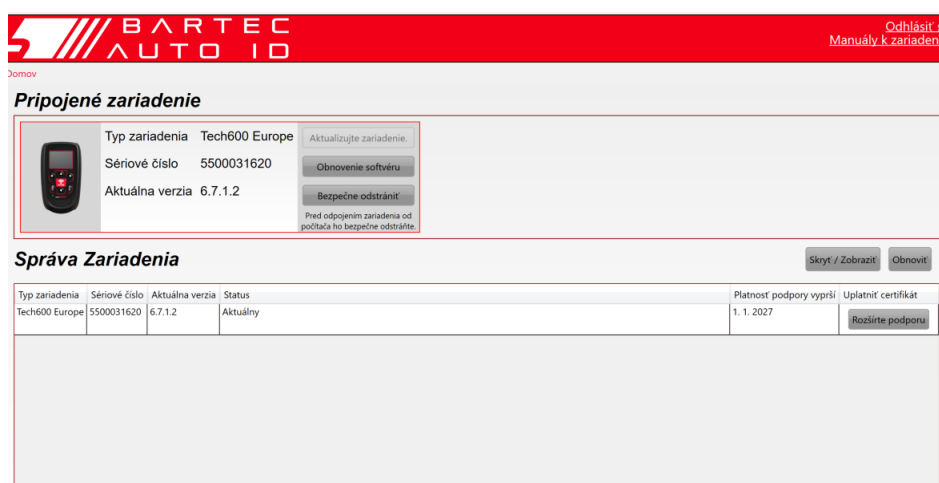 BARTEC
AUTO ID
Odhlásiť
Manuály k
Domov
Pripojené zariadenie
Typ zariadenia Tech600 Europe
Aktualizujte zariadenie.
Sériové číslo 5500031620
Obnovenie softvéru
Aktuálna verzia 6.7.1.2
Bezpečne odstrániť
Pred odpojením zariadenia od
počítača ho bezpečne odstráňte.
Správa Zariadenia
Skryť / Zobraziť Obnoviť
Typ zariadenia Sériové číslo Aktuálna verzia Status Platnosť podpory vyprší Uplatniť certifikát
Tech600 Europe 5500031620 6.7.1.2 Aktuálny 1. 1. 2027 Rozšírte podporu